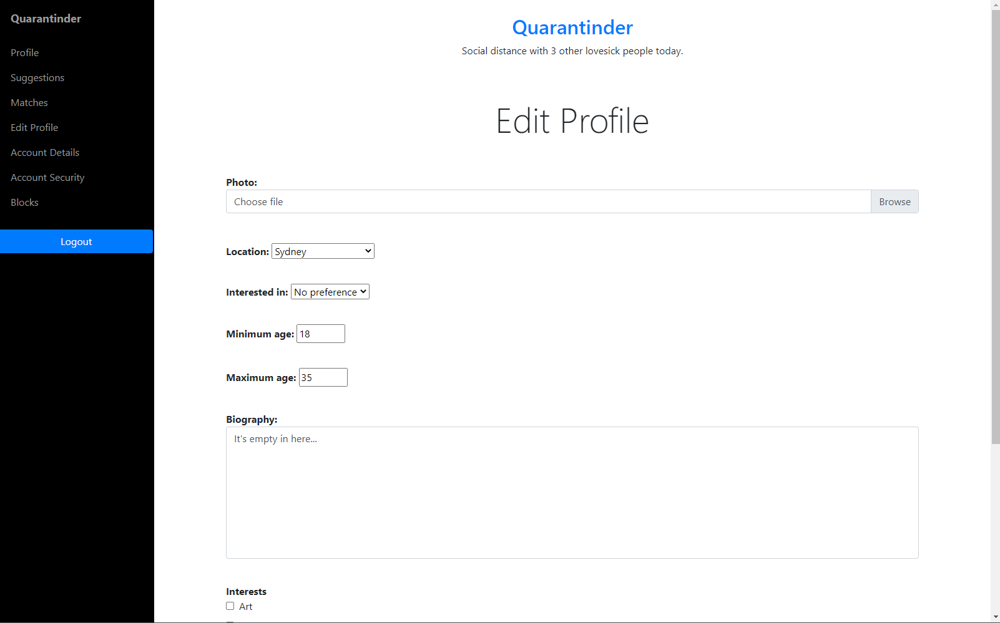 Quarantinder
Profile
Suggestions
Matches
Edit Profile
Account Details
Account Security
Blocks
Logout
Quarantinder
Social distance with 3 other lovesick people today.
Edit Profile
Photo:
Choose file Browse
Location: Sydney
Interested in: No preference
Minimum age: 18
Maximum age: 35
Biography:
It's empty in here...
Interests
Art